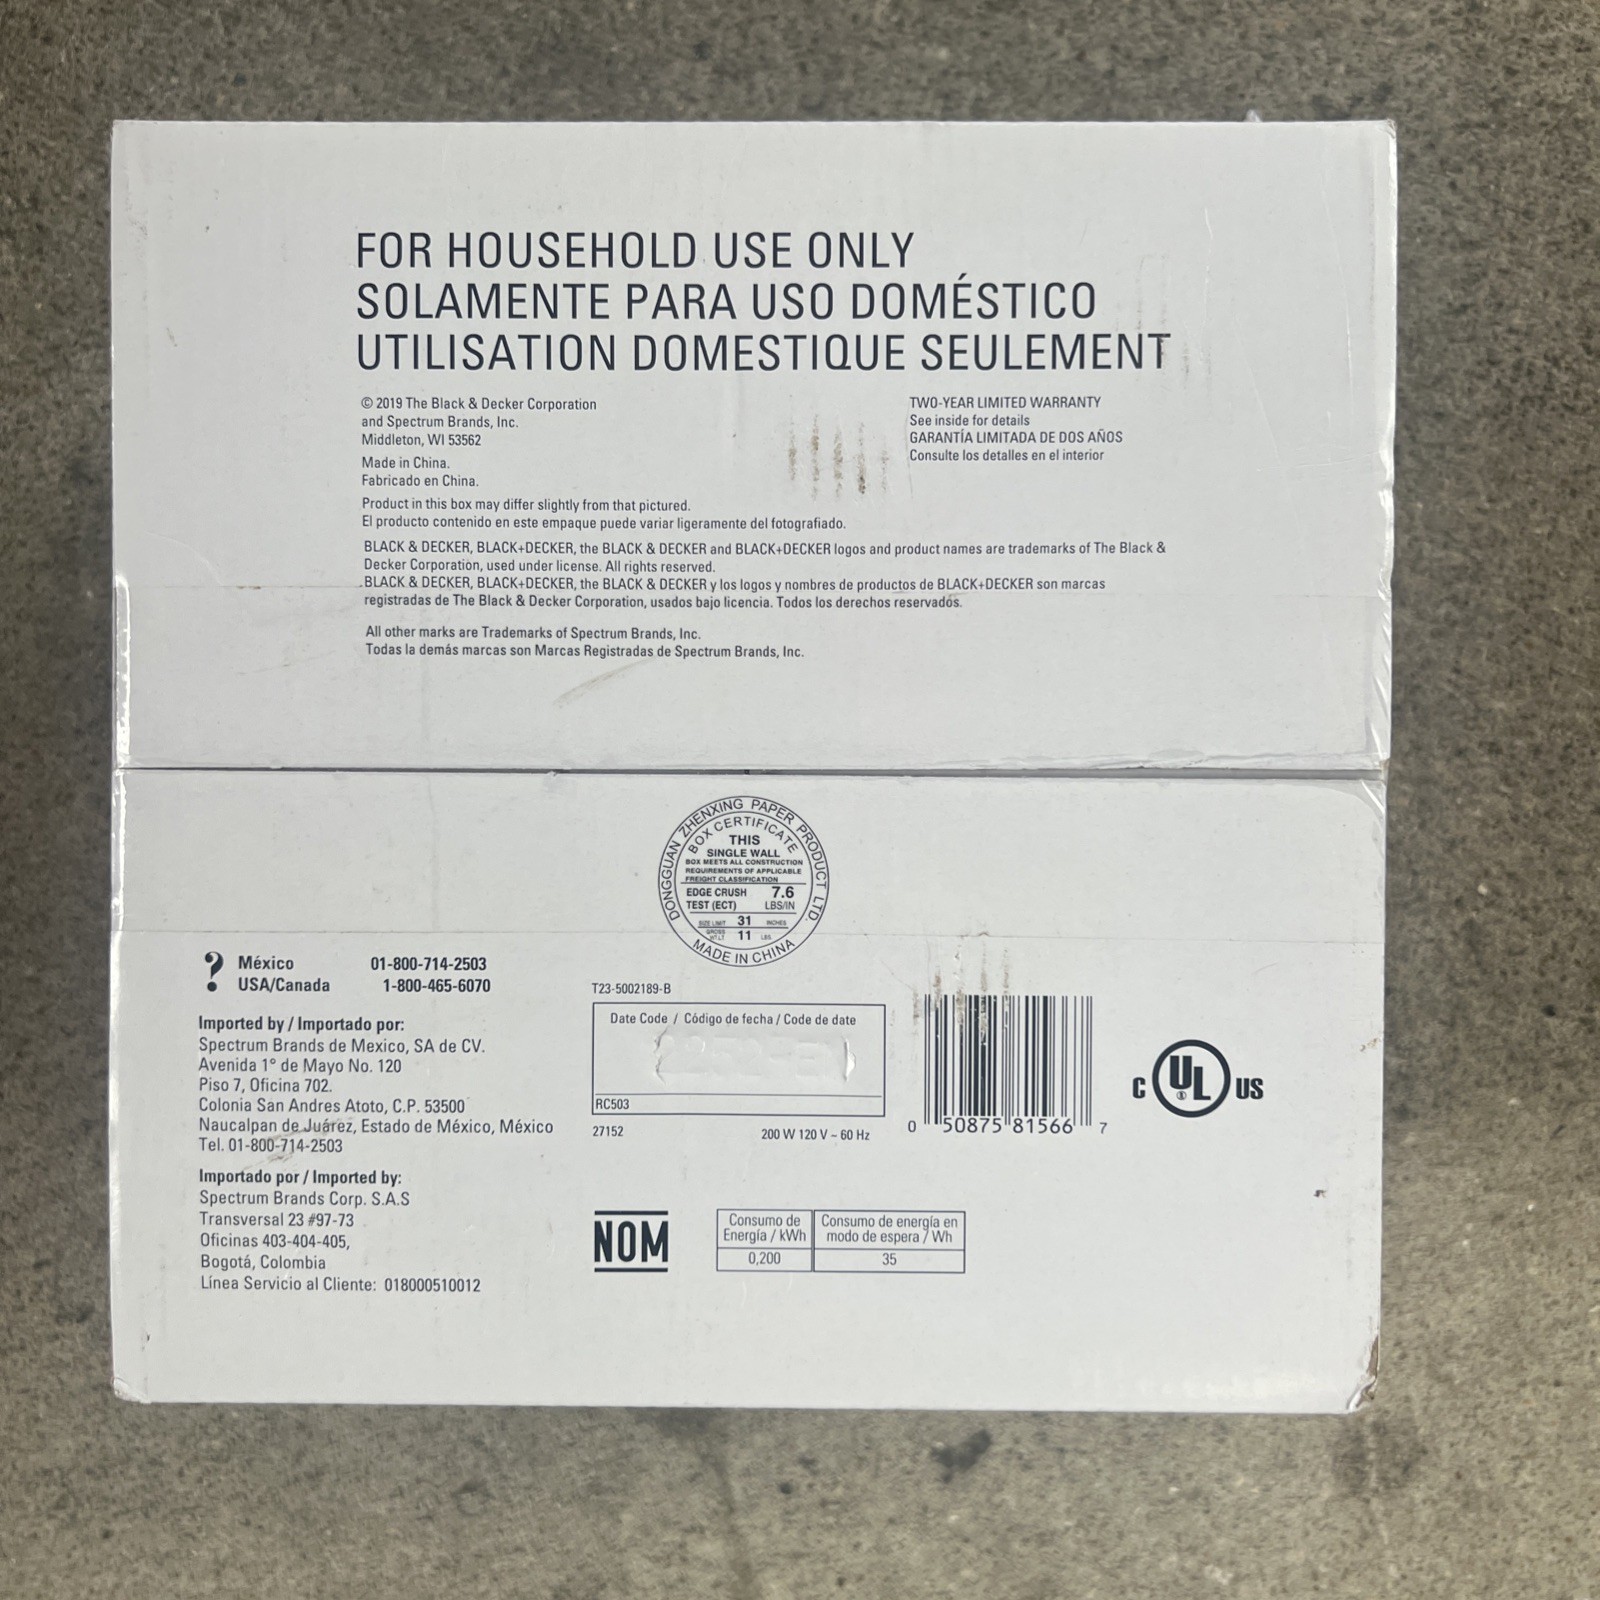 FOR HOUSEHOLD USE ONLY
SOLAMENTE PARA USO DOMÉSTICO
UTILISATION DOMESTIQUE SEULEMENT
© 2019 The Black & Decker Corporation
and Spectrum Brands, Inc.
Middleton, WI 53562
Made in China.
Fabricado en China.
TWO-YEAR LIMITED WARRANTY
See inside for details
GARANTÍA LIMITADA DE DOS AÑOS
Consulte los detalles en el interior
Product in this box may differ slightly from that pictured.
El producto contenido en este empaque puede variar ligeramente del fotografiado.
BLACK & DECKER, BLACK+DECKER, the BLACK & DECKER and BLACK+DECKER logos and product names are trademarks of The Black &
Decker Corporation, used under license. All rights reserved.
BLACK & DECKER, BLACK+DECKER, the BLACK & DECKER y los logos y nombres de productos de BLACK+DECKER son marcas
registradas de The Black & Decker Corporation, usados bajo licencia. Todos los derechos reservados.
All other marks are Trademarks of Spectrum Brands, Inc.
Todas la demás marcas son Marcas Registradas de Spectrum Brands, Inc.
DONGGUAN ZHENXING PAPER PRODUCT LTD.
BOX CERTIFICATE
THIS
SINGLE WALL
BOX MEETS ALL CONSTRUCTION
REQUIREMENTS OF APPLICABLE
FREIGHT CLASSIFICATION
EDGE CRUSH 7.6
TEST (ECT) LBS/IN
SIZE LIMIT 31 INCHES
GROSS 11 LBS
MADE IN CHINA
? México 01-800-714-2503
USA/Canada 1-800-465-6070
Imported by / Importado por:
Spectrum Brands de Mexico, SA de CV.
Avenida 1° de Mayo No. 120
Piso 7, Oficina 702.
Colonia San Andres Atoto, C.P. 53500
Naucalpan de Juárez, Estado de México, México
Tel. 01-800-714-2503
Importado por / Imported by:
Spectrum Brands Corp. S.A.S
Transversal 23 #97-73
Oficinas 403-404-405,
Bogotá, Colombia
Línea Servicio al Cliente: 018000510012
T23-5002189-B
Date Code / Código de fecha / Code de date
RC503
27152 200 W 120 V ~ 60 Hz
0 50875 81566 7
C UL US
NOM
Consumo de
Energía / kWh
0,200
Consumo de energía en
modo de espera / Wh
35